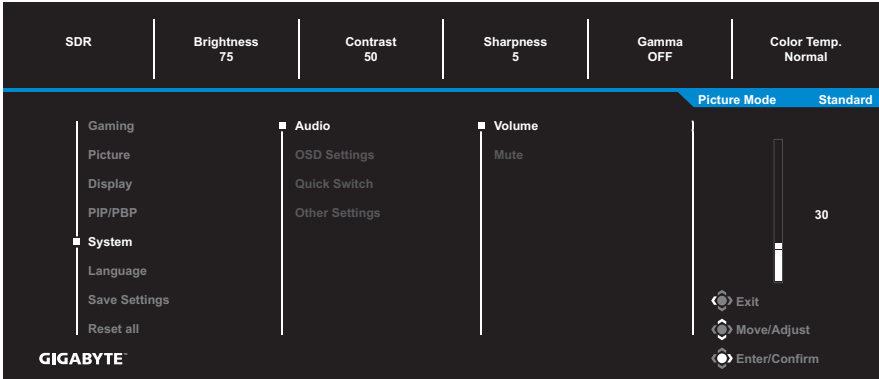 SDR Brightness Contrast Sharpness Gamma Color Temp.
75 50 5 OFF Normal
Picture Mode Standard
Gaming Audio Volume
Picture OSD Settings Mute
Display Quick Switch
PIP/PBP Other Settings 30
System
Language
Save Settings Exit
Reset all Move/Adjust
GIGABYTE™ Enter/Confirm